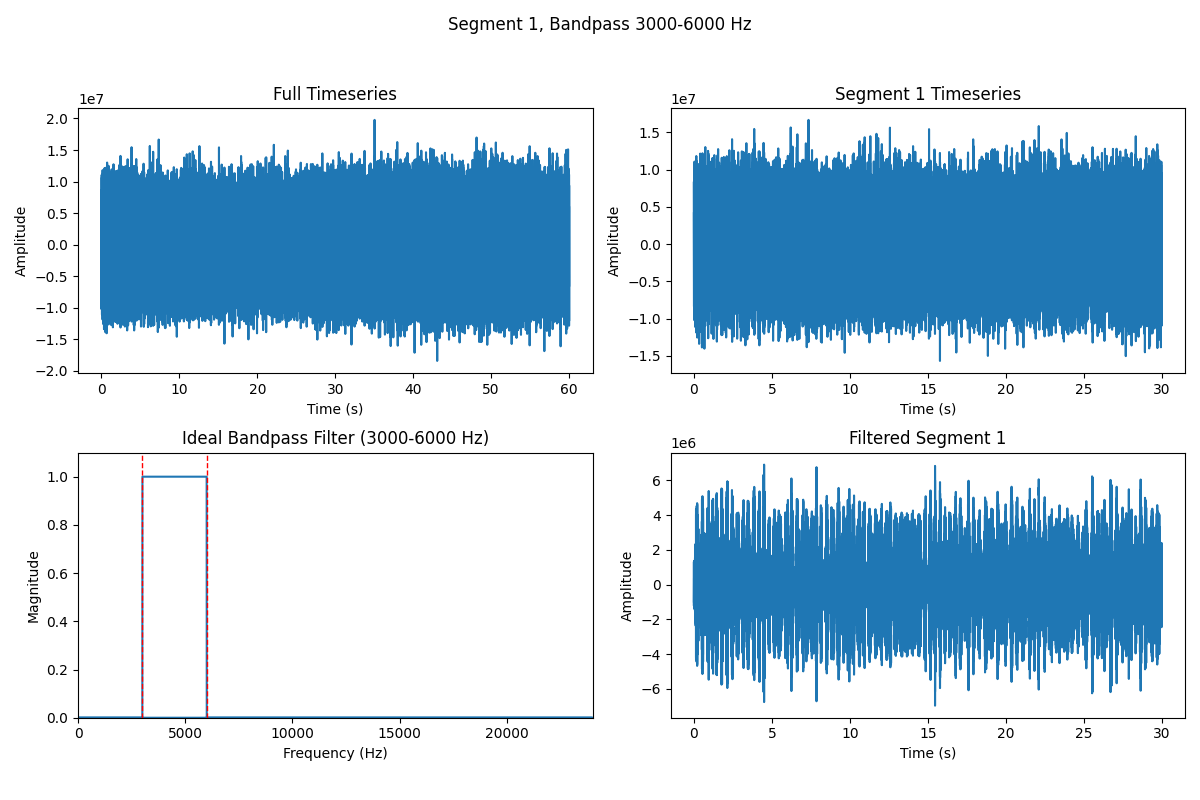 Segment 1, Bandpass 3000-6000 Hz
Full Timeseries
1e7
2.0
1.5
1.0
0.5
0.0
−0.5
−1.0
−1.5
−2.0
Amplitude
0 10 20 30 40 50 60
Time (s)
Segment 1 Timeseries
1e7
1.5
1.0
0.5
0.0
−0.5
−1.0
−1.5
Amplitude
0 5 10 15 20 25 30
Time (s)
Ideal Bandpass Filter (3000-6000 Hz)
1.0
0.8
0.6
0.4
0.2
0.0
Magnitude
0 5000 10000 15000 20000
Frequency (Hz)
Filtered Segment 1
1e6
6
4
2
0
−2
−4
−6
Amplitude
0 5 10 15 20 25 30
Time (s)